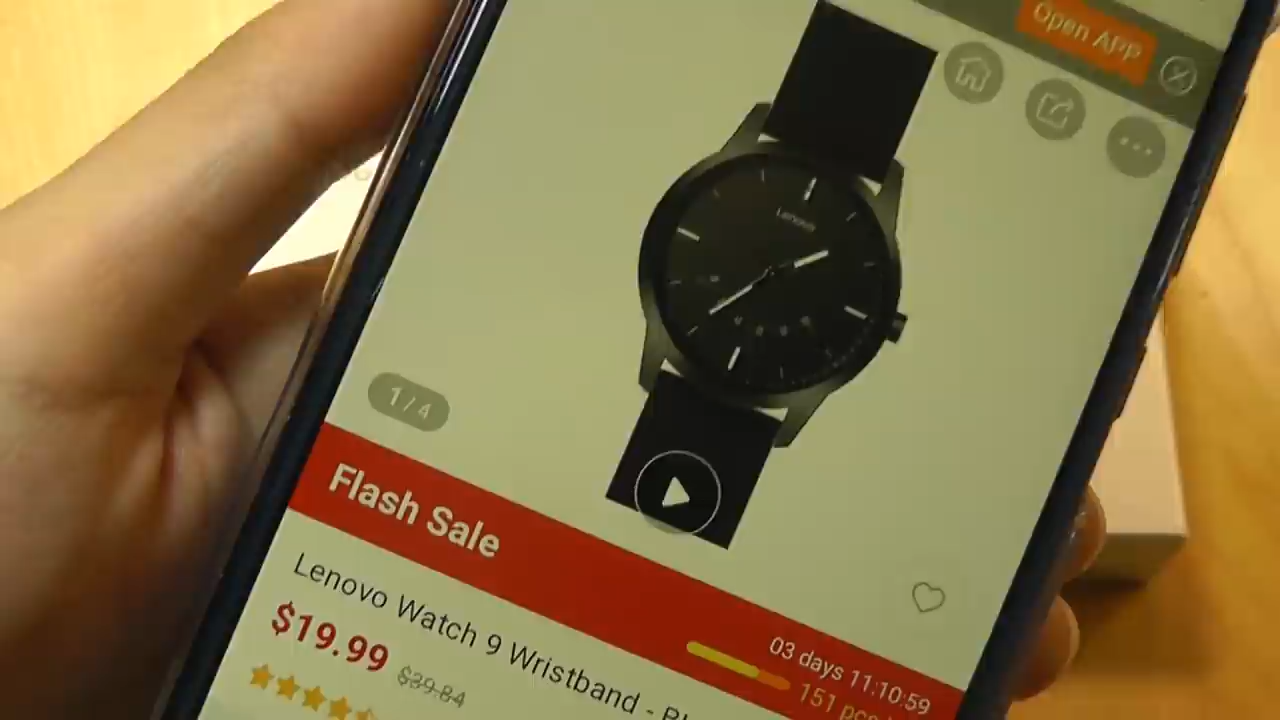 Open APP
Lenovo
1 / 4
Flash Sale
03 days 11:10:59
151
Lenovo Watch 9 Wristband -
$19.99 $39.84